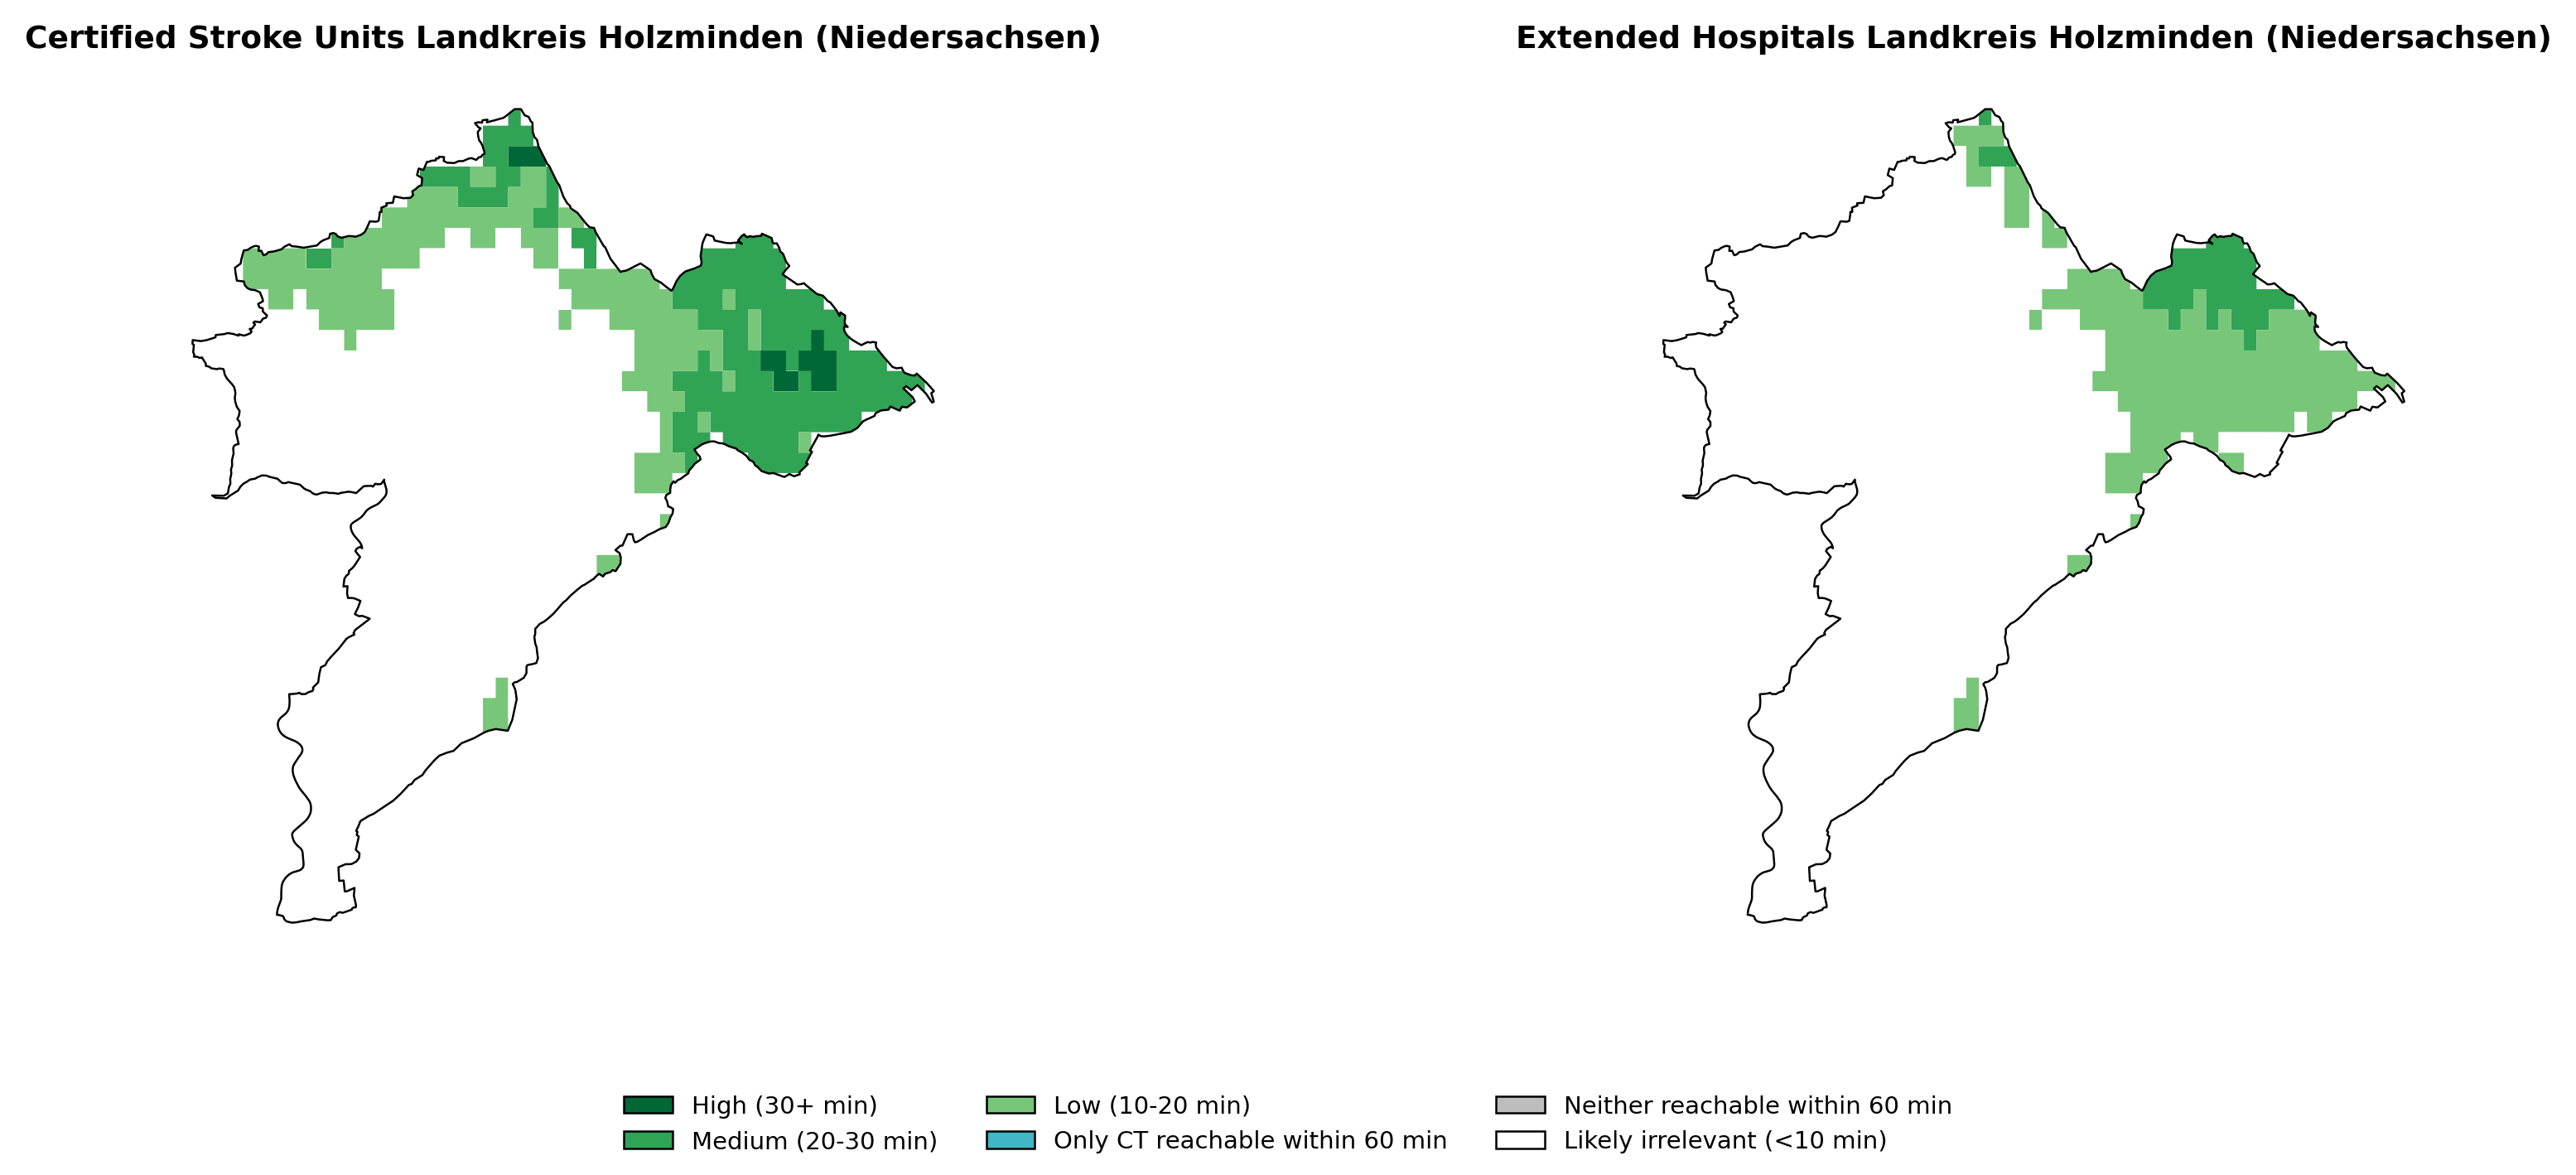 Certified Stroke Units Landkreis Holzminden (Niedersachsen)
Extended Hospitals Landkreis Holzminden (Niedersachsen)
High (30+ min)
Medium (20-30 min)
Low (10-20 min)
Only CT reachable within 60 min
Neither reachable within 60 min
Likely irrelevant (<10 min)